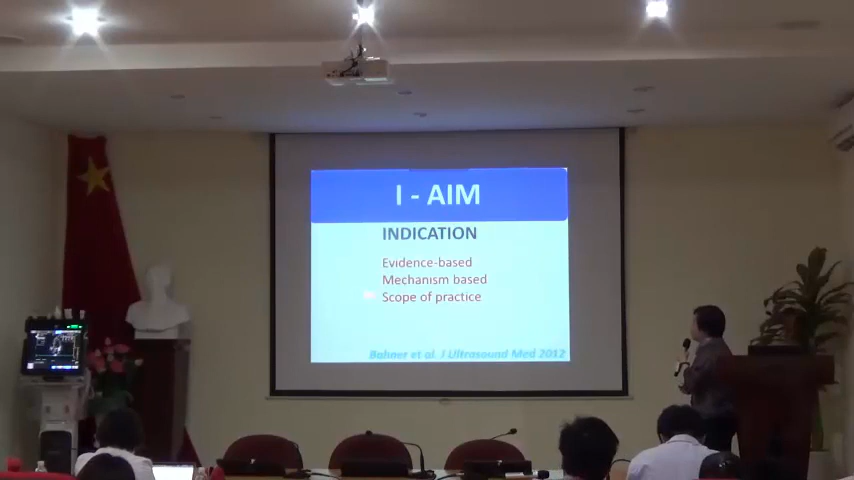 I - AIM
INDICATION
Evidence-based
Mechanism based
Scope of practice
Bahner et al. J Ultrasound Med 2012